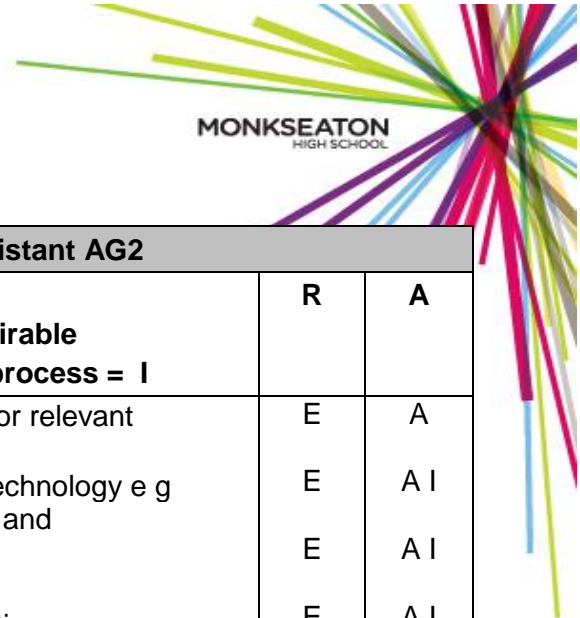 MONKSEATON
HIGH SCHOOL
istant AG2
R A
irable
process = I
or relevant E A
echnology e g E A I
and
E A I
E A I